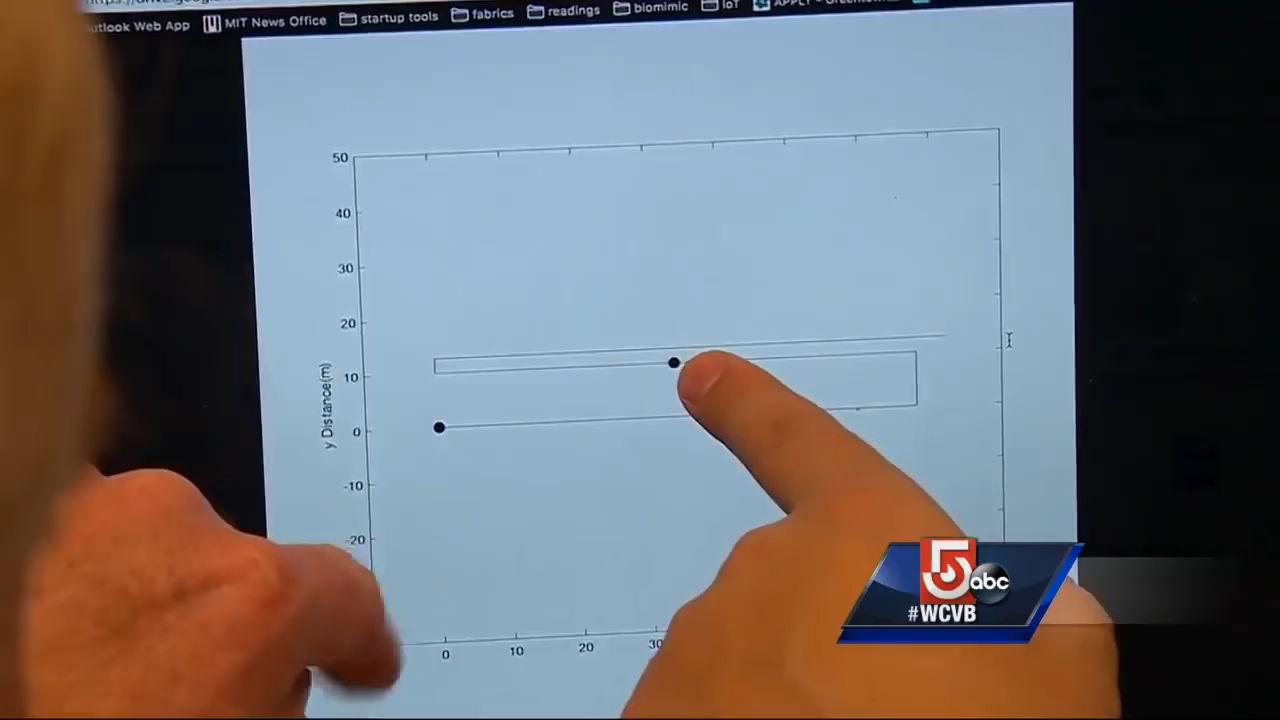 utlook Web App MIT News Office startup tools fabrics readings biomimic IoT
50
40
30
20
10
0
-10
-20
y Distance(m)
0 10 20 30
5 abc
#WCVB